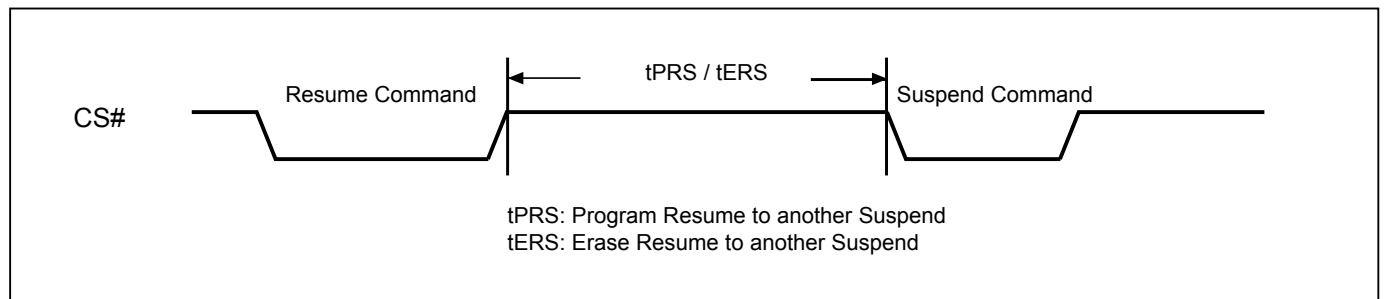 tPRS / tERS
Resume Command
Suspend Command
CS#
tPRS: Program Resume to another Suspend
tERS: Erase Resume to another Suspend